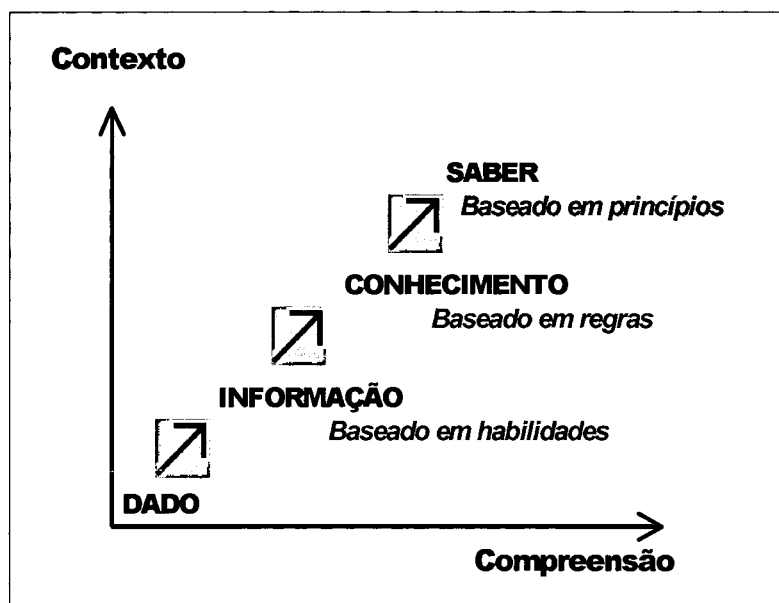 Contexto
SABER
Baseado em princípios
CONHECIMENTO
Baseado em regras
INFORMAÇÃO
Baseado em habilidades
DADO
Compreensão